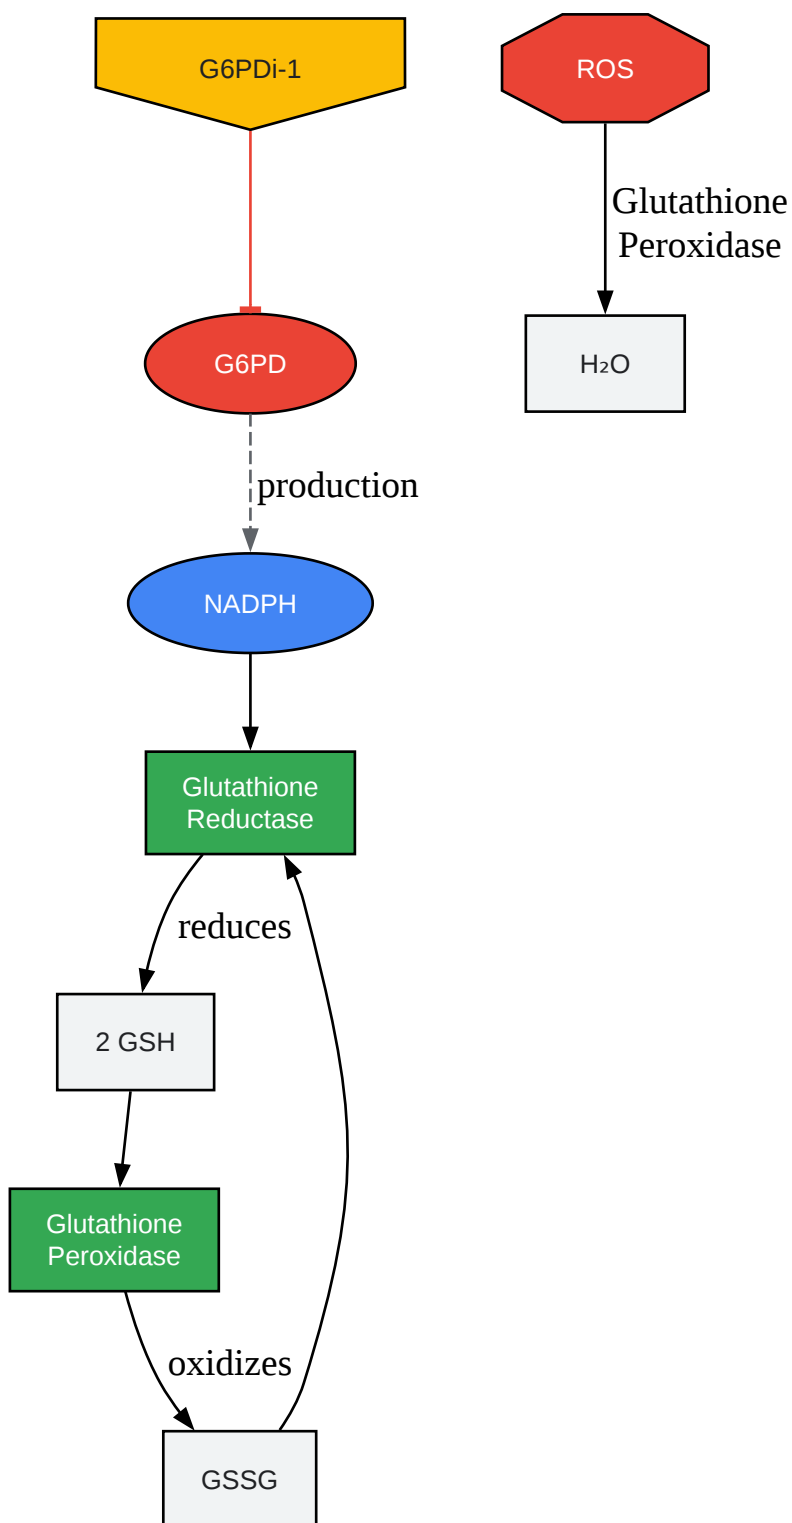 G6PDi-1
ROS
Glutathione
Peroxidase
G6PD
H₂O
production
NADPH
Glutathione
Reductase
reduces
2 GSH
Glutathione
Peroxidase
oxidizes
GSSG